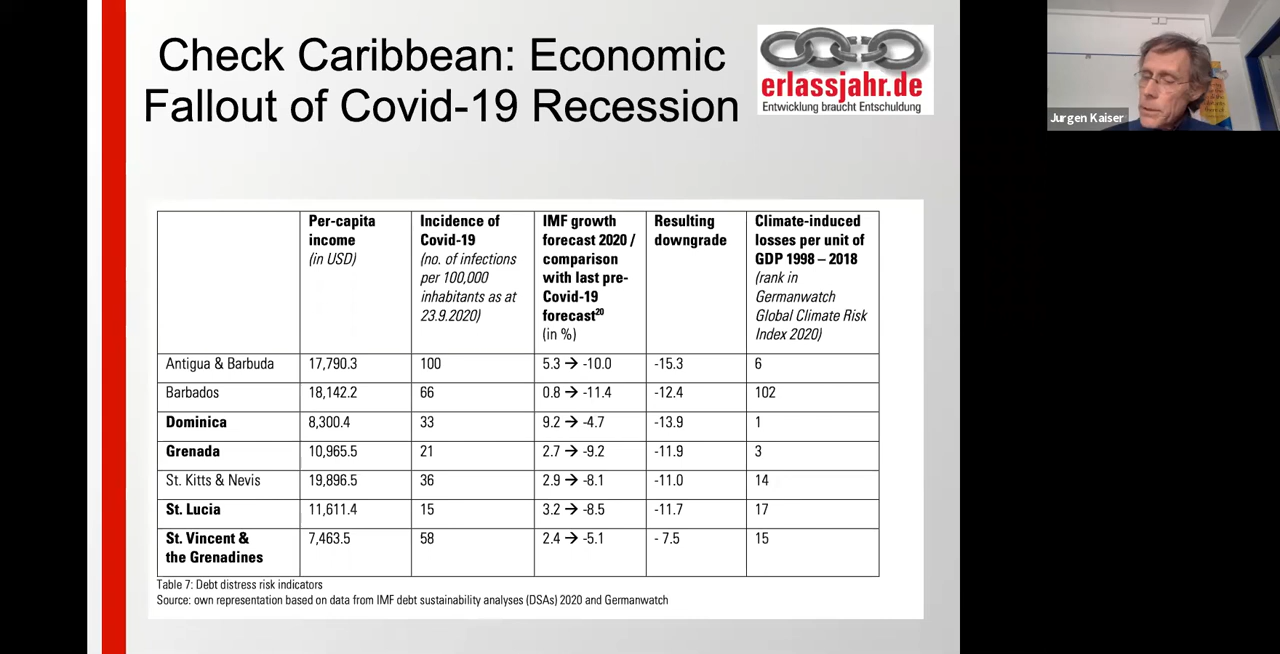 Check Caribbean: Economic
Fallout of Covid-19 Recession
erlassjahr.de
Entwicklung braucht Entschuldung
Jurgen Kaiser
Per-capita income (in USD)
Incidence of Covid-19 (no. of infections per 100,000 inhabitants as at 23.9.2020)
IMF growth forecast 2020 / comparison with last pre-Covid-19 forecast20 (in %)
Resulting downgrade
Climate-induced losses per unit of GDP 1998 – 2018 (rank in Germanwatch Global Climate Risk Index 2020)
Antigua & Barbuda 17,790.3 100 5.3 → -10.0 -15.3 6
Barbados 18,142.2 66 0.8 → -11.4 -12.4 102
Dominica 8,300.4 33 9.2 → -4.7 -13.9 1
Grenada 10,965.5 21 2.7 → -9.2 -11.9 3
St. Kitts & Nevis 19,896.5 36 2.9 → -8.1 -11.0 14
St. Lucia 11,611.4 15 3.2 → -8.5 -11.7 17
St. Vincent & the Grenadines 7,463.5 58 2.4 → -5.1 - 7.5 15
Table 7: Debt distress risk indicators
Source: own representation based on data from IMF debt sustainability analyses (DSAs) 2020 and Germanwatch